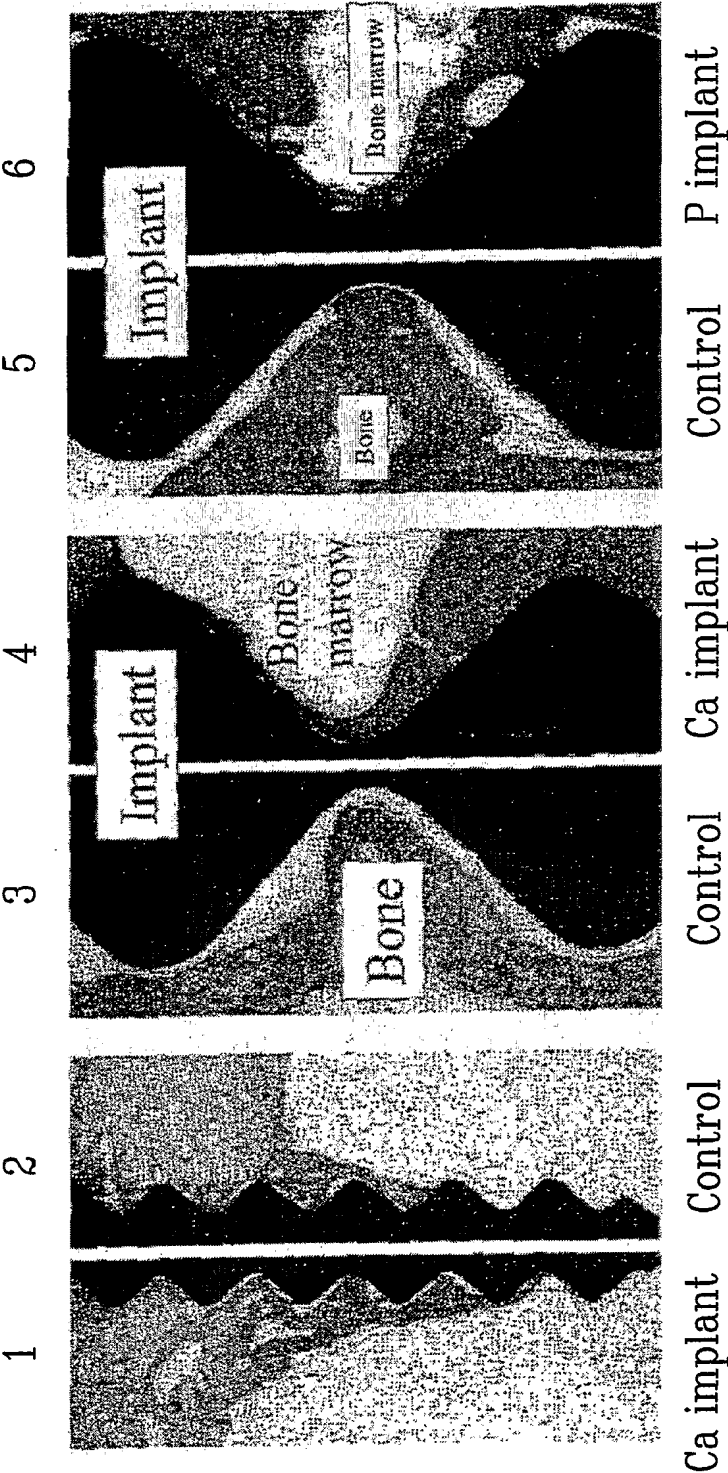 1 2 3 4 5 6
Implant Implant
Bone
Bone
marrow
Bone
Bone marrow
Ca implant Control Control Ca implant Control P implant